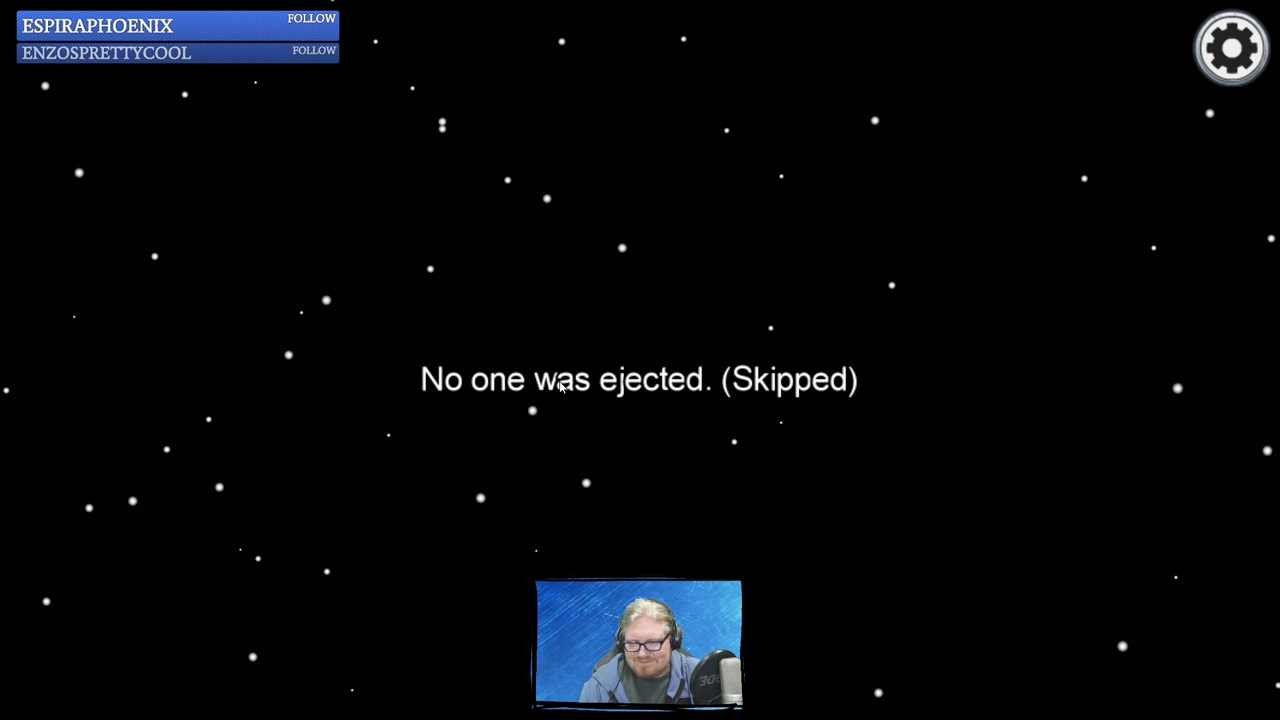 ESPIRAPHOENIX FOLLOW
ENZOSPRETTYCOOL FOLLOW
No one was ejected. (Skipped)